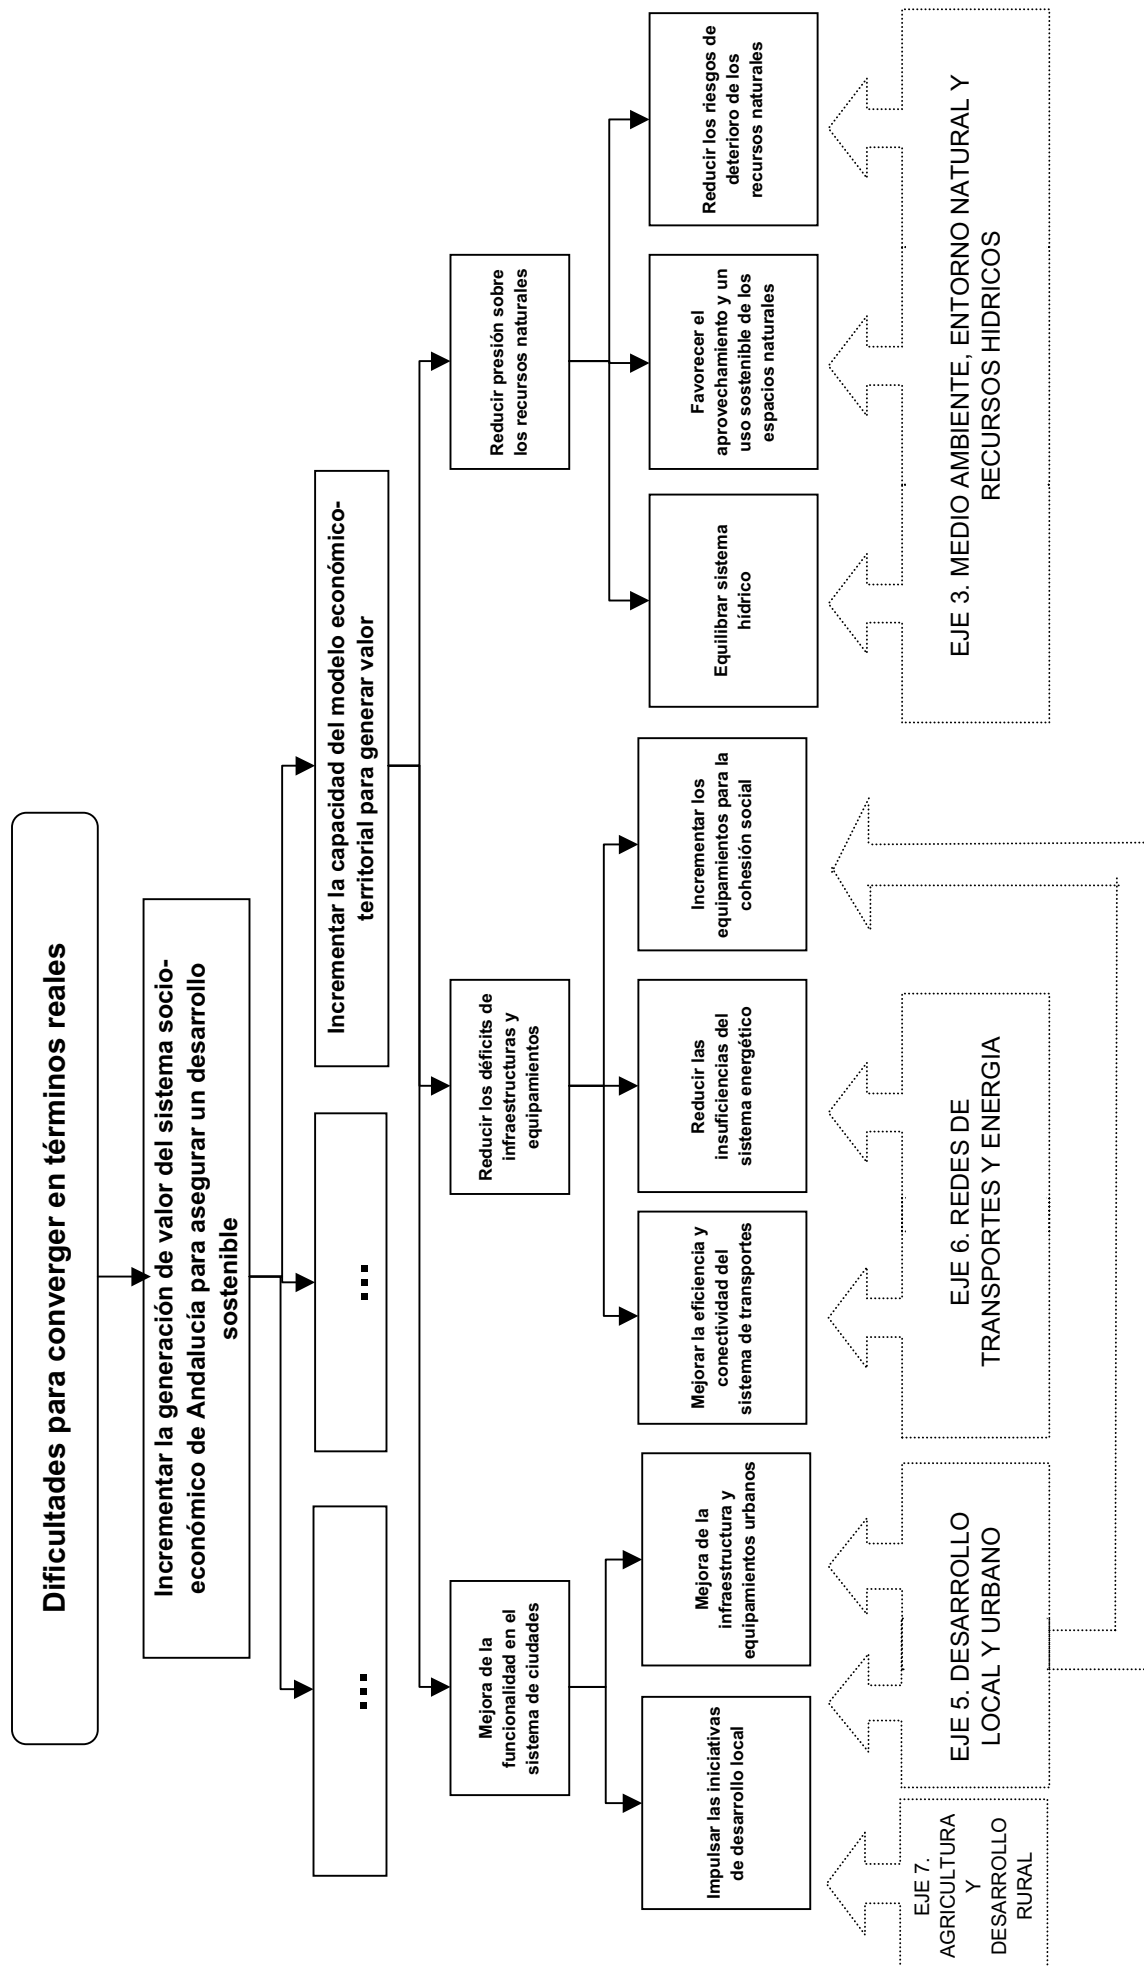 Dificultades para converger en términos reales
Incrementar la generación de valor del sistema socio-
económico de Andalucía para asegurar un desarrollo
sostenible
...
...
Incrementar la capacidad del modelo económico-
territorial para generar valor
Mejora de la
funcionalidad en el
sistema de ciudades
Reducir los déficits de
infraestructuras y
equipamientos
Reducir presión sobre
los recursos naturales
Impulsar las iniciativas
de desarrollo local
Mejora de la
infraestructura y
equipamientos urbanos
Mejorar la eficiencia y
conectividad del
sistema de transportes
Reducir las
insuficiencias del
sistema energético
Incrementar los
equipamientos para la
cohesión social
Equilibrar sistema
hídrico
Favorecer el
aprovechamiento y un
uso sostenible de los
espacios naturales
Reducir los riesgos de
deterioro de los
recursos naturales
EJE 7.
AGRICULTURA
Y
DESARROLLO
RURAL
EJE 5. DESARROLLO
LOCAL Y URBANO
EJE 6. REDES DE
TRANSPORTES Y ENERGIA
EJE 3. MEDIO AMBIENTE, ENTORNO NATURAL Y
RECURSOS HIDRICOS